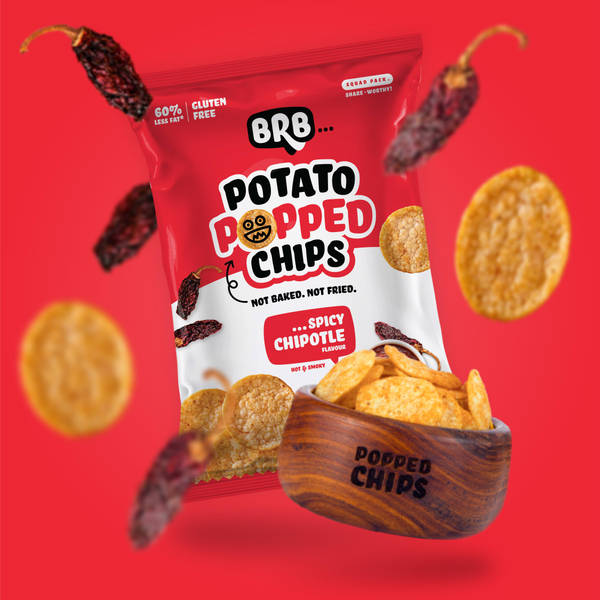 60%
LESS FAT*
GLUTEN
FREE
SQUAD PACK.
SHARE-WORTHY!
BRB...
POTATO
POPPED
CHIPS
NOT BAKED. NOT FRIED.
...SPICY
CHIPOTLE
FLAVOUR
HOT & SMOKY
POPPED
CHIPS